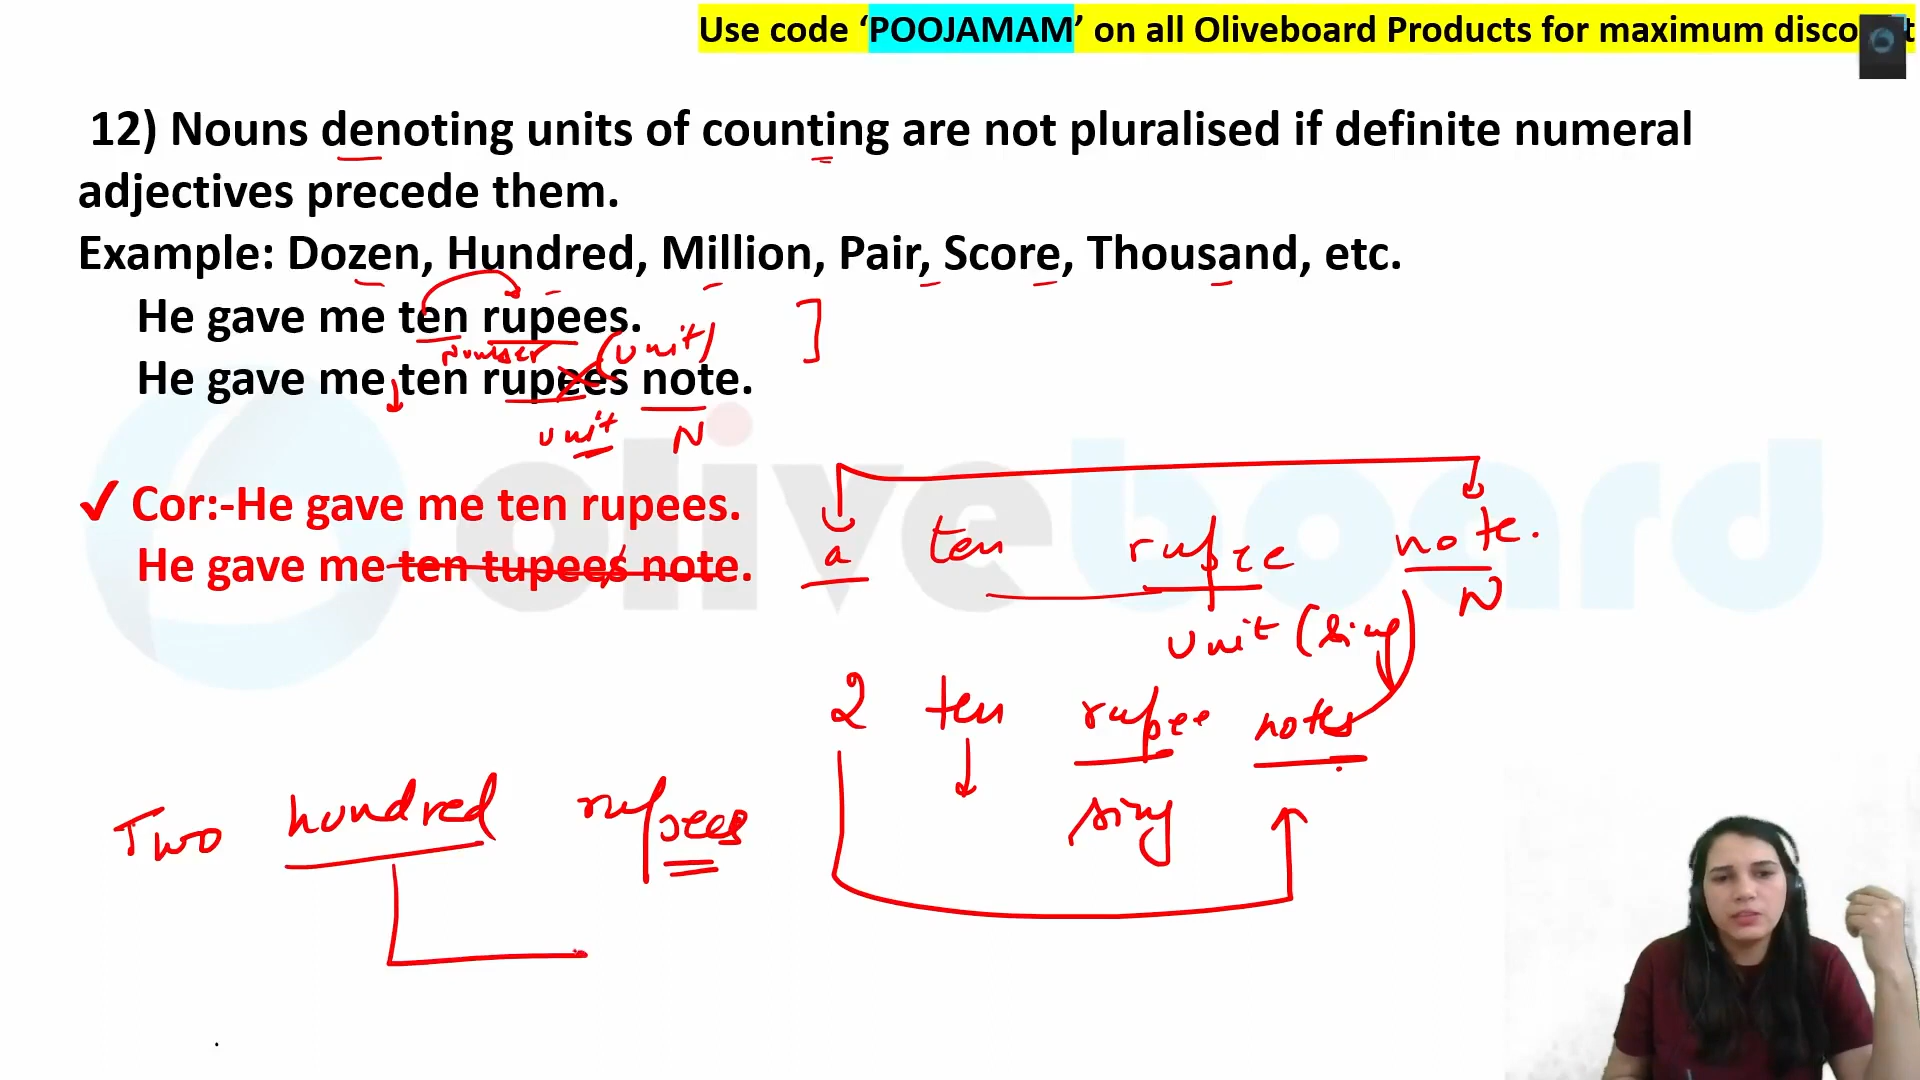 Use code ‘POOJAMAM’ on all Oliveboard Products for maximum disco t
12) Nouns denoting units of counting are not pluralised if definite numeral
adjectives precede them.
Example: Dozen, Hundred, Million, Pair, Score, Thousand, etc.
He gave me ten rupees.
Number (unit)
He gave me ten rupees note.
unit N
✓ Cor:-He gave me ten rupees.
He gave me ten tupees note.
oliveboard
a ten rupee note.
N
unit (sing)
2 ten rupee notes
sing
Two hundred rupees